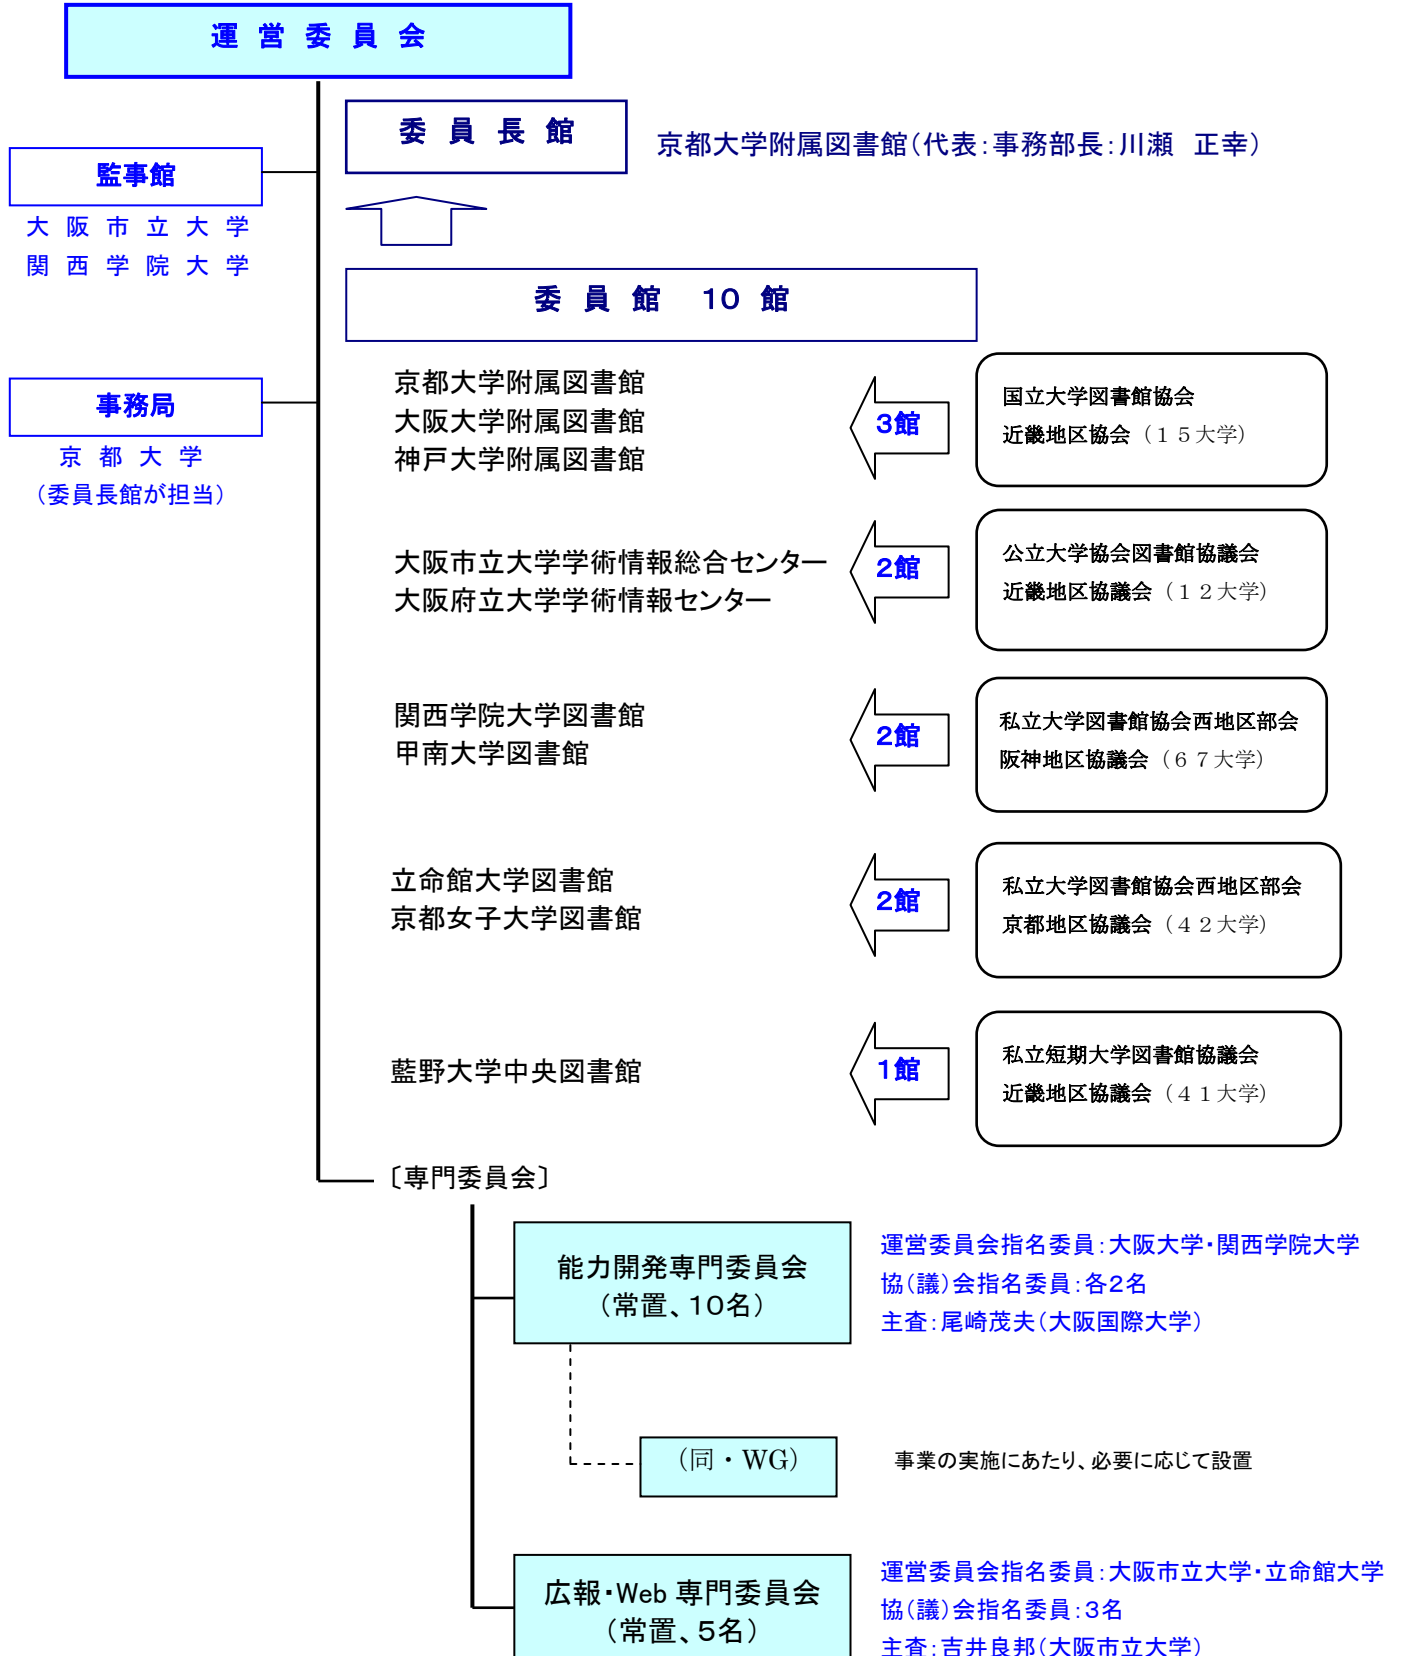 運 営 委 員 会
委 員 長 館
京都大学附属図書館(代表:事務部長:川瀬　正幸)
監事館
大 阪 市 立 大 学
関 西 学 院 大 学
委 員 館　10 館
事務局
京 都 大 学
(委員長館が担当)
京都大学附属図書館
大阪大学附属図書館
神戸大学附属図書館
3館
国立大学図書館協会
近畿地区協会（１５大学）
大阪市立大学学術情報総合センター
大阪府立大学学術情報センター
2館
公立大学協会図書館協議会
近畿地区協議会（１２大学）
関西学院大学図書館
甲南大学図書館
2館
私立大学図書館協会西地区部会
阪神地区協議会（６７大学）
立命館大学図書館
京都女子大学図書館
2館
私立大学図書館協会西地区部会
京都地区協議会（４２大学）
藍野大学中央図書館
1館
私立短期大学図書館協議会
近畿地区協議会（４１大学）
〔専門委員会〕
能力開発専門委員会
(常置、10名)
運営委員会指名委員:大阪大学・関西学院大学
協(議)会指名委員:各2名
主査:尾崎茂夫(大阪国際大学)
（同・WG）
事業の実施にあたり、必要に応じて設置
広報・Web 専門委員会
(常置、5名)
運営委員会指名委員:大阪市立大学・立命館大学
協(議)会指名委員:3名
主査:吉井良邦(大阪市立大学)